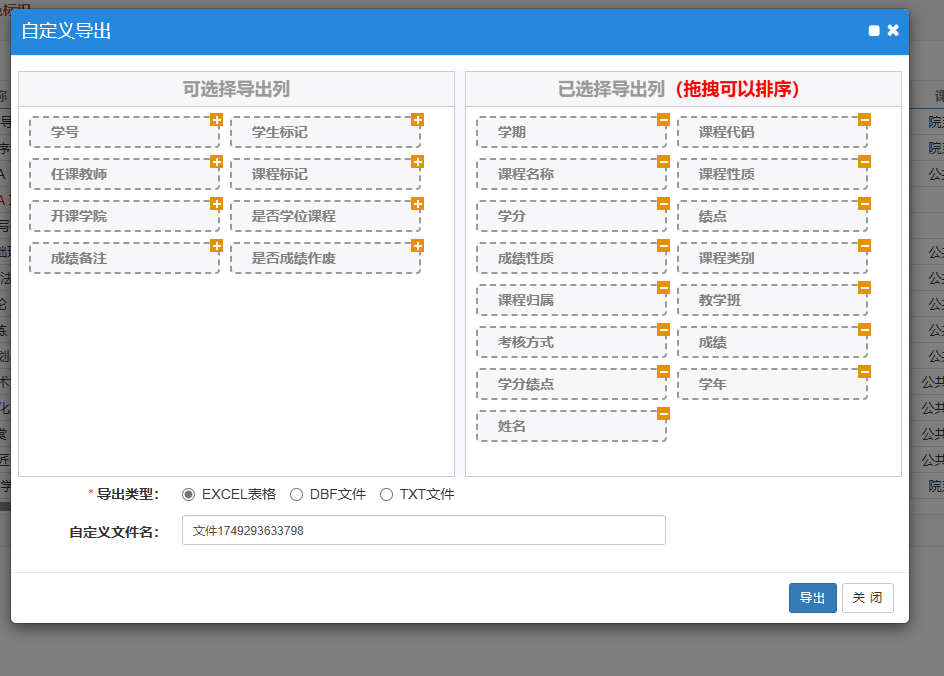 自定义导出
可选择导出列
已选择导出列（拖拽可以排序）
学号
学生标记
任课教师
课程标记
开课学院
是否学位课程
成绩备注
是否成绩作废
学期
课程代码
课程名称
课程性质
学分
绩点
成绩性质
课程类别
课程归属
教学班
考核方式
成绩
学分绩点
学年
姓名
* 导出类型： EXCEL表格 DBF文件 TXT文件
自定义文件名： 文件1749293633798
导出 关 闭